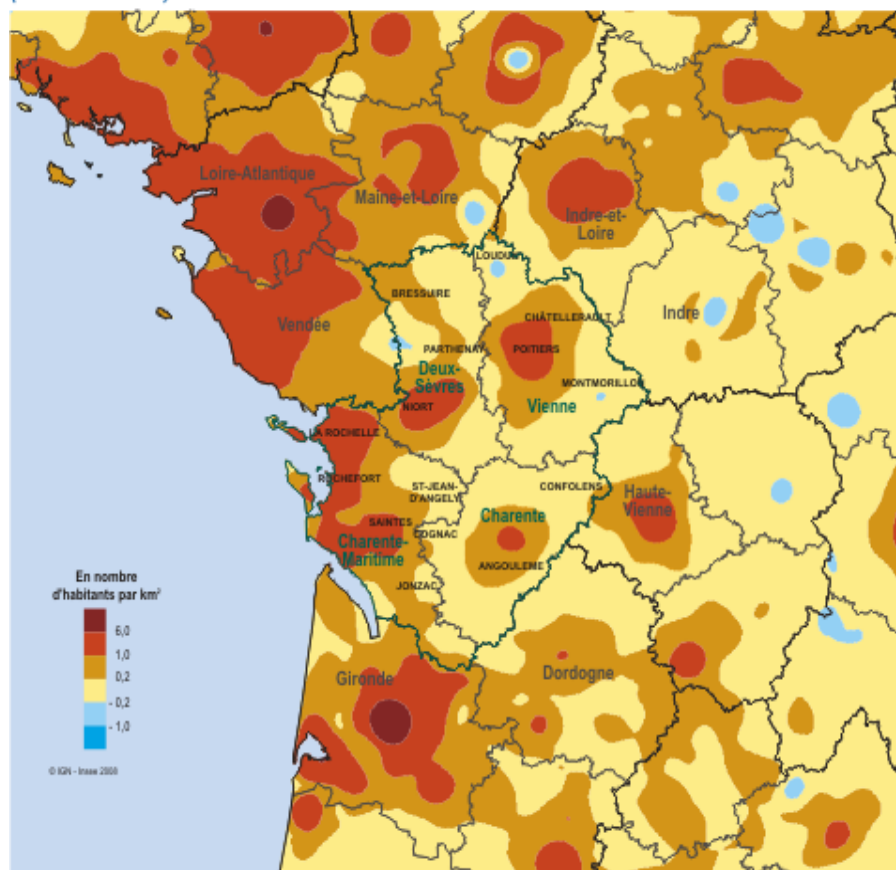 Loire-Atlantique
Maine-et-Loire
Indre-et-
Loire
LOUDUN
BRESSUIRE
Vendée
CHÂTELLERAULT
Indre
PARTHENAY
POITIERS
Deux-
Sèvres
MONTMORILLON
NIORT
Vienne
LA ROCHELLE
ROCHEFORT
ST-JEAN-
D'ANGELY
CONFOLENS
Haute-
Vienne
SAINTES
COGNAC
Charente
Charente-
Maritime
ANGOULEME
JONZAC
En nombre
d'habitants par km²
6,0
1,0
0,2
- 0,2
- 1,0
Gironde
Dordogne
© IGN - Insee 2008